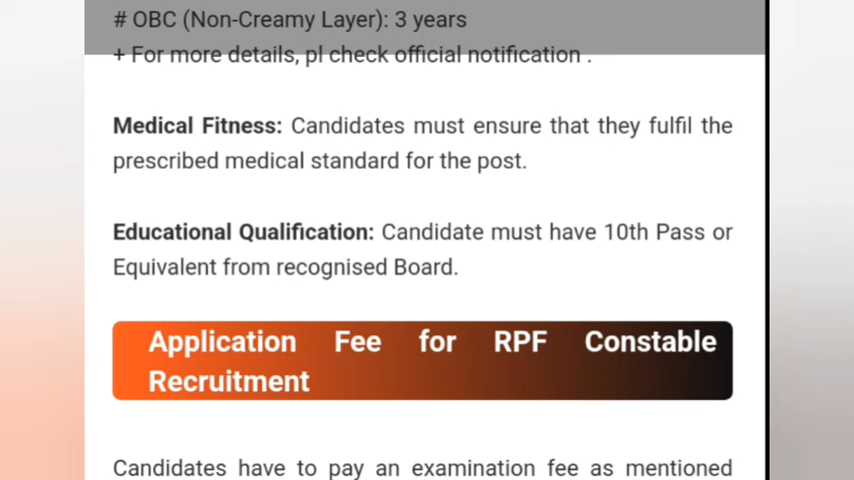 # OBC (Non-Creamy Layer): 3 years
+ For more details, pl check official notification .
Medical Fitness: Candidates must ensure that they fulfil the
prescribed medical standard for the post.
Educational Qualification: Candidate must have 10th Pass or
Equivalent from recognised Board.
Application Fee for RPF Constable
Recruitment
Candidates have to pay an examination fee as mentioned